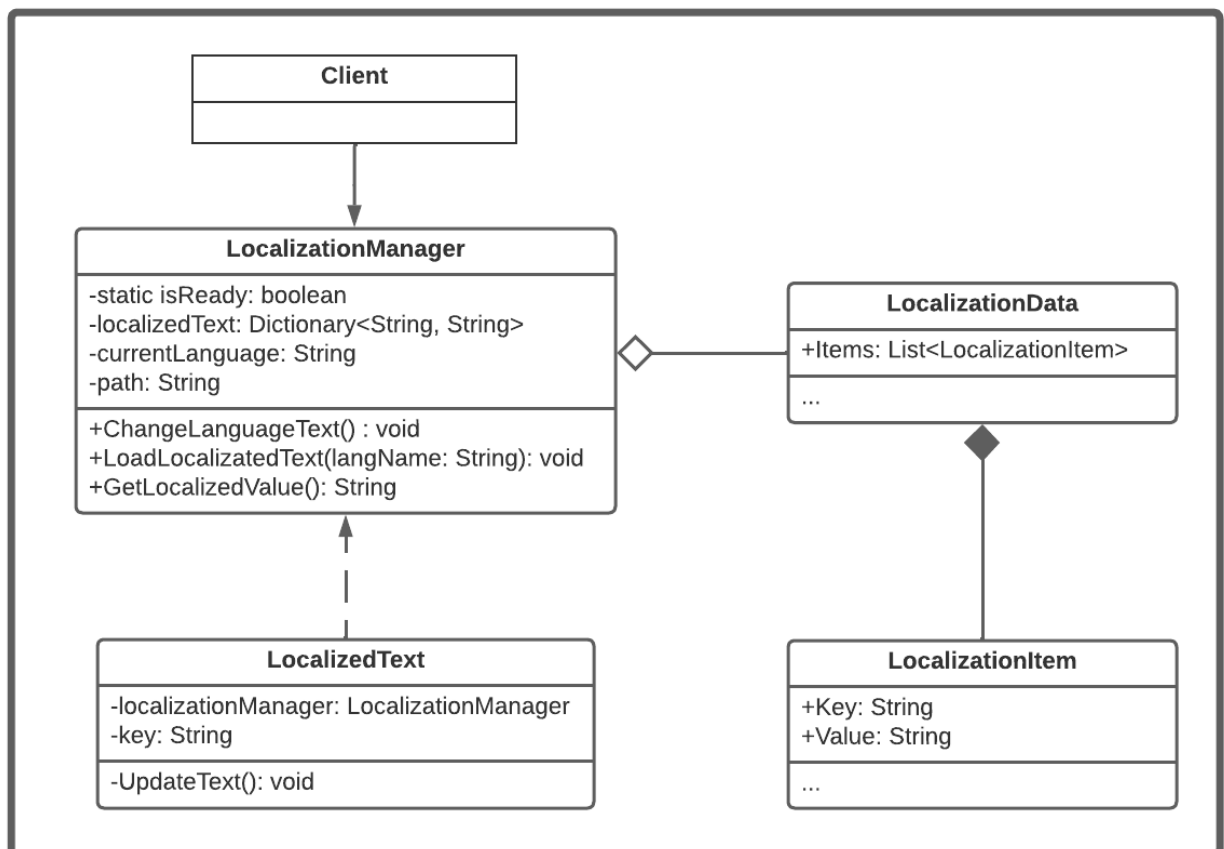 Client
LocalizationManager
-static isReady: boolean
-localizedText: Dictionary<String, String>
-currentLanguage: String
-path: String
+ChangeLanguageText() : void
+LoadLocalizatedText(langName: String): void
+GetLocalizedValue(): String
LocalizationData
+Items: List<LocalizationItem>
...
LocalizedText
-localizationManager: LocalizationManager
-key: String
-UpdateText(): void
LocalizationItem
+Key: String
+Value: String
...